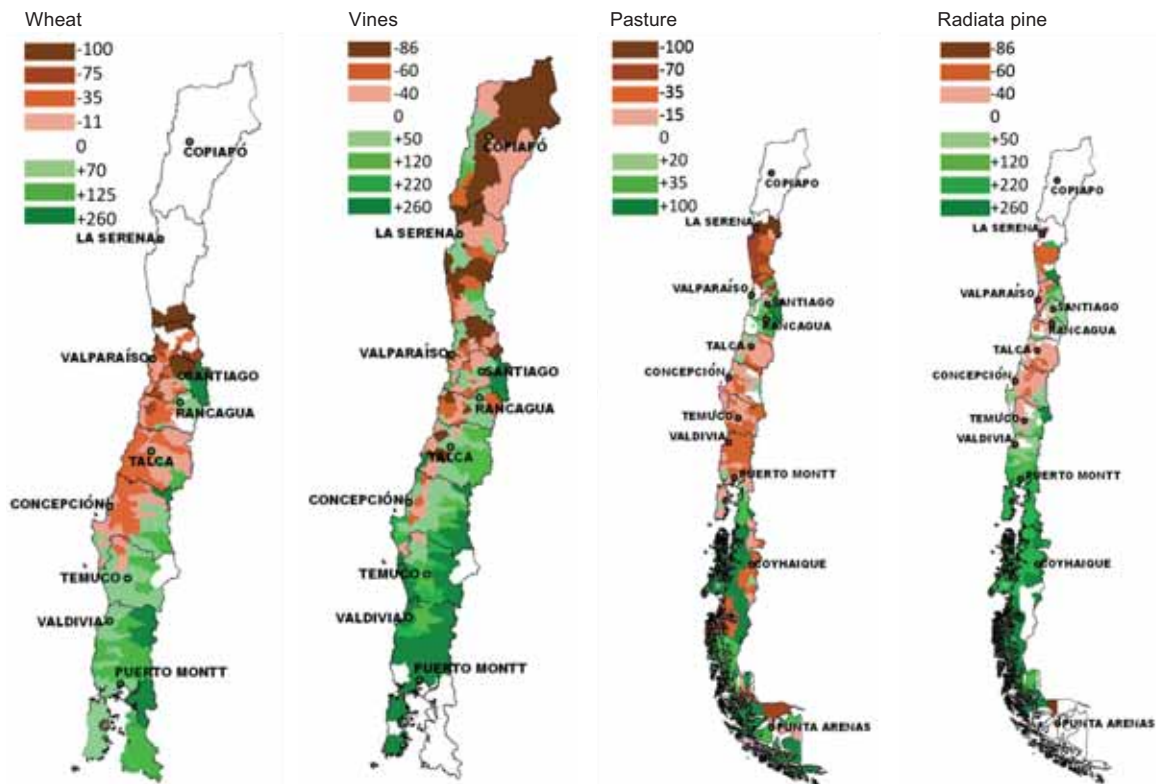 Wheat
-100
-75
-35
-11
0
+70
+125
+260
COPIAPÓ
LA SERENA
VALPARAÍSO
SANTIAGO
RANCAGUA
TALCA
CONCEPCIÓN
TEMUCO
VALDIVIA
PUERTO MONTT
Vines
-86
-60
-40
0
+50
+120
+220
+260
COPIAPÓ
LA SERENA
VALPARAÍSO
SANTIAGO
RANCAGUA
TALCA
CONCEPCIÓN
TEMUCO
VALDIVIA
PUERTO MONTT
Pasture
-100
-70
-35
-15
0
+20
+35
+100
COPIAPO
LA SERENA
VALPARAÍSO
SANTIAGO
RANCAGUA
TALCA
CONCEPCIÓN
TEMUCO
VALDIVIA
PUERTO MONTT
COYHAIQUE
PUNTA ARENAS
Radiata pine
-86
-60
-40
0
+50
+120
+220
+260
COPIAPÓ
LA SERENA
VALPARAÍSO
SANTIAGO
RANCAGUA
TALCA
CONCEPCIÓN
TEMUCO
VALDIVIA
PUERTO MONTT
COYHAIQUE
PUNTA ARENAS